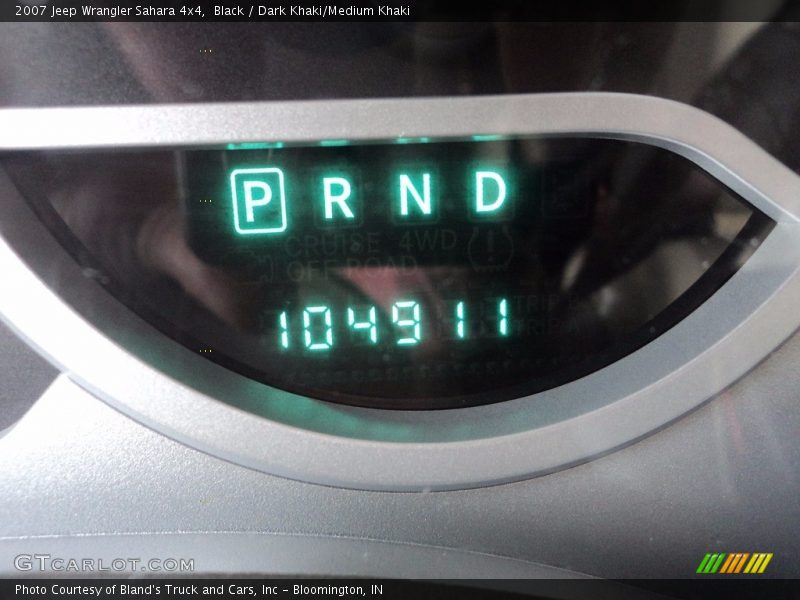 2007 Jeep Wrangler Sahara 4x4, Black / Dark Khaki/Medium Khaki
P R N D
CRUISE 4WD
OFF ROAD
104911
GTCARLOT.COM
Photo Courtesy of Bland's Truck and Cars, Inc - Bloomington, IN